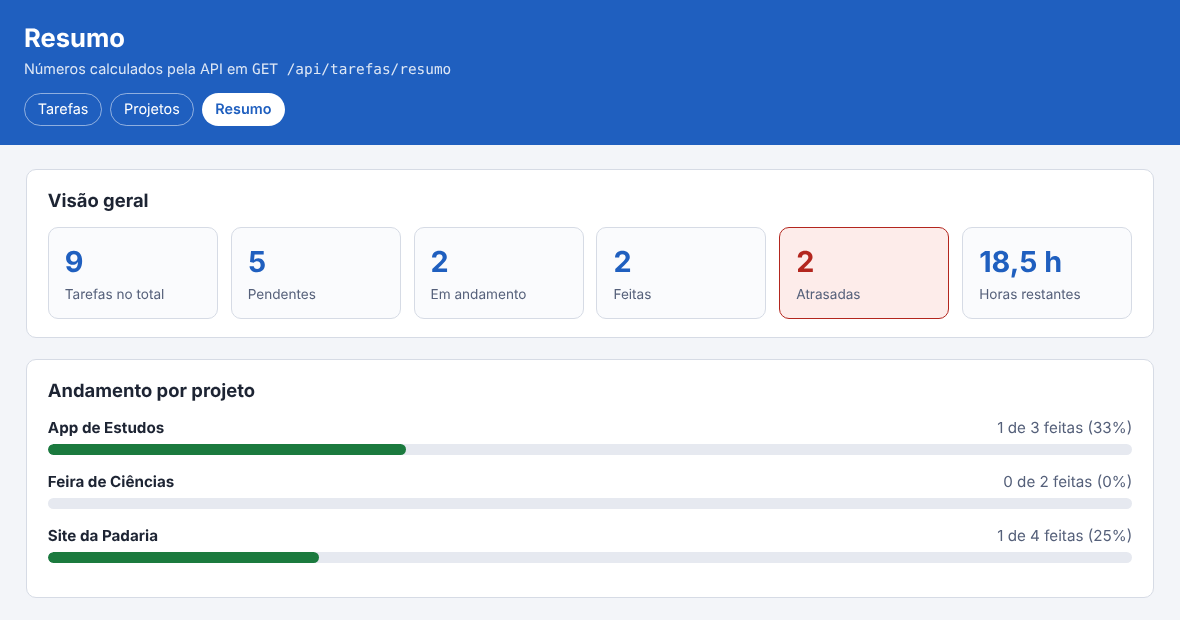 Resumo
Números calculados pela API em GET /api/tarefas/resumo
Tarefas Projetos Resumo
Visão geral
9 5 2 2 2 18,5 h
Tarefas no total Pendentes Em andamento Feitas Atrasadas Horas restantes
Andamento por projeto
App de Estudos 1 de 3 feitas (33%)
Feira de Ciências 0 de 2 feitas (0%)
Site da Padaria 1 de 4 feitas (25%)